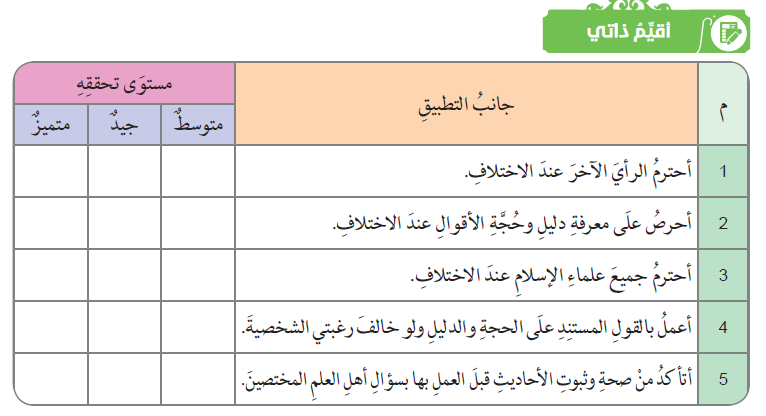 أقيّمُ ذاتي
م جانبُ التطبيقِ مستوَى تحققِهِ
متوسطٌ جيدٌ متميزٌ
1 أحترمُ الرأيَ الآخرَ عندَ الاختلافِ.
2 أحرصُ علَى معرفةِ دليلِ وحُجَّةِ الأقوالِ عندَ الاختلافِ.
3 أحترمُ جميعَ علماءِ الإسلامِ عندَ الاختلافِ.
4 أعملُ بالقولِ المستنِدِ علَى الحجةِ والدليلِ ولو خالفَ رغبتي الشخصيةَ.
5 أتأكدُ منْ صحةِ وثبوتِ الأحاديثِ قبلَ العملِ بها بسؤالِ أهلِ العلمِ المختصينَ.